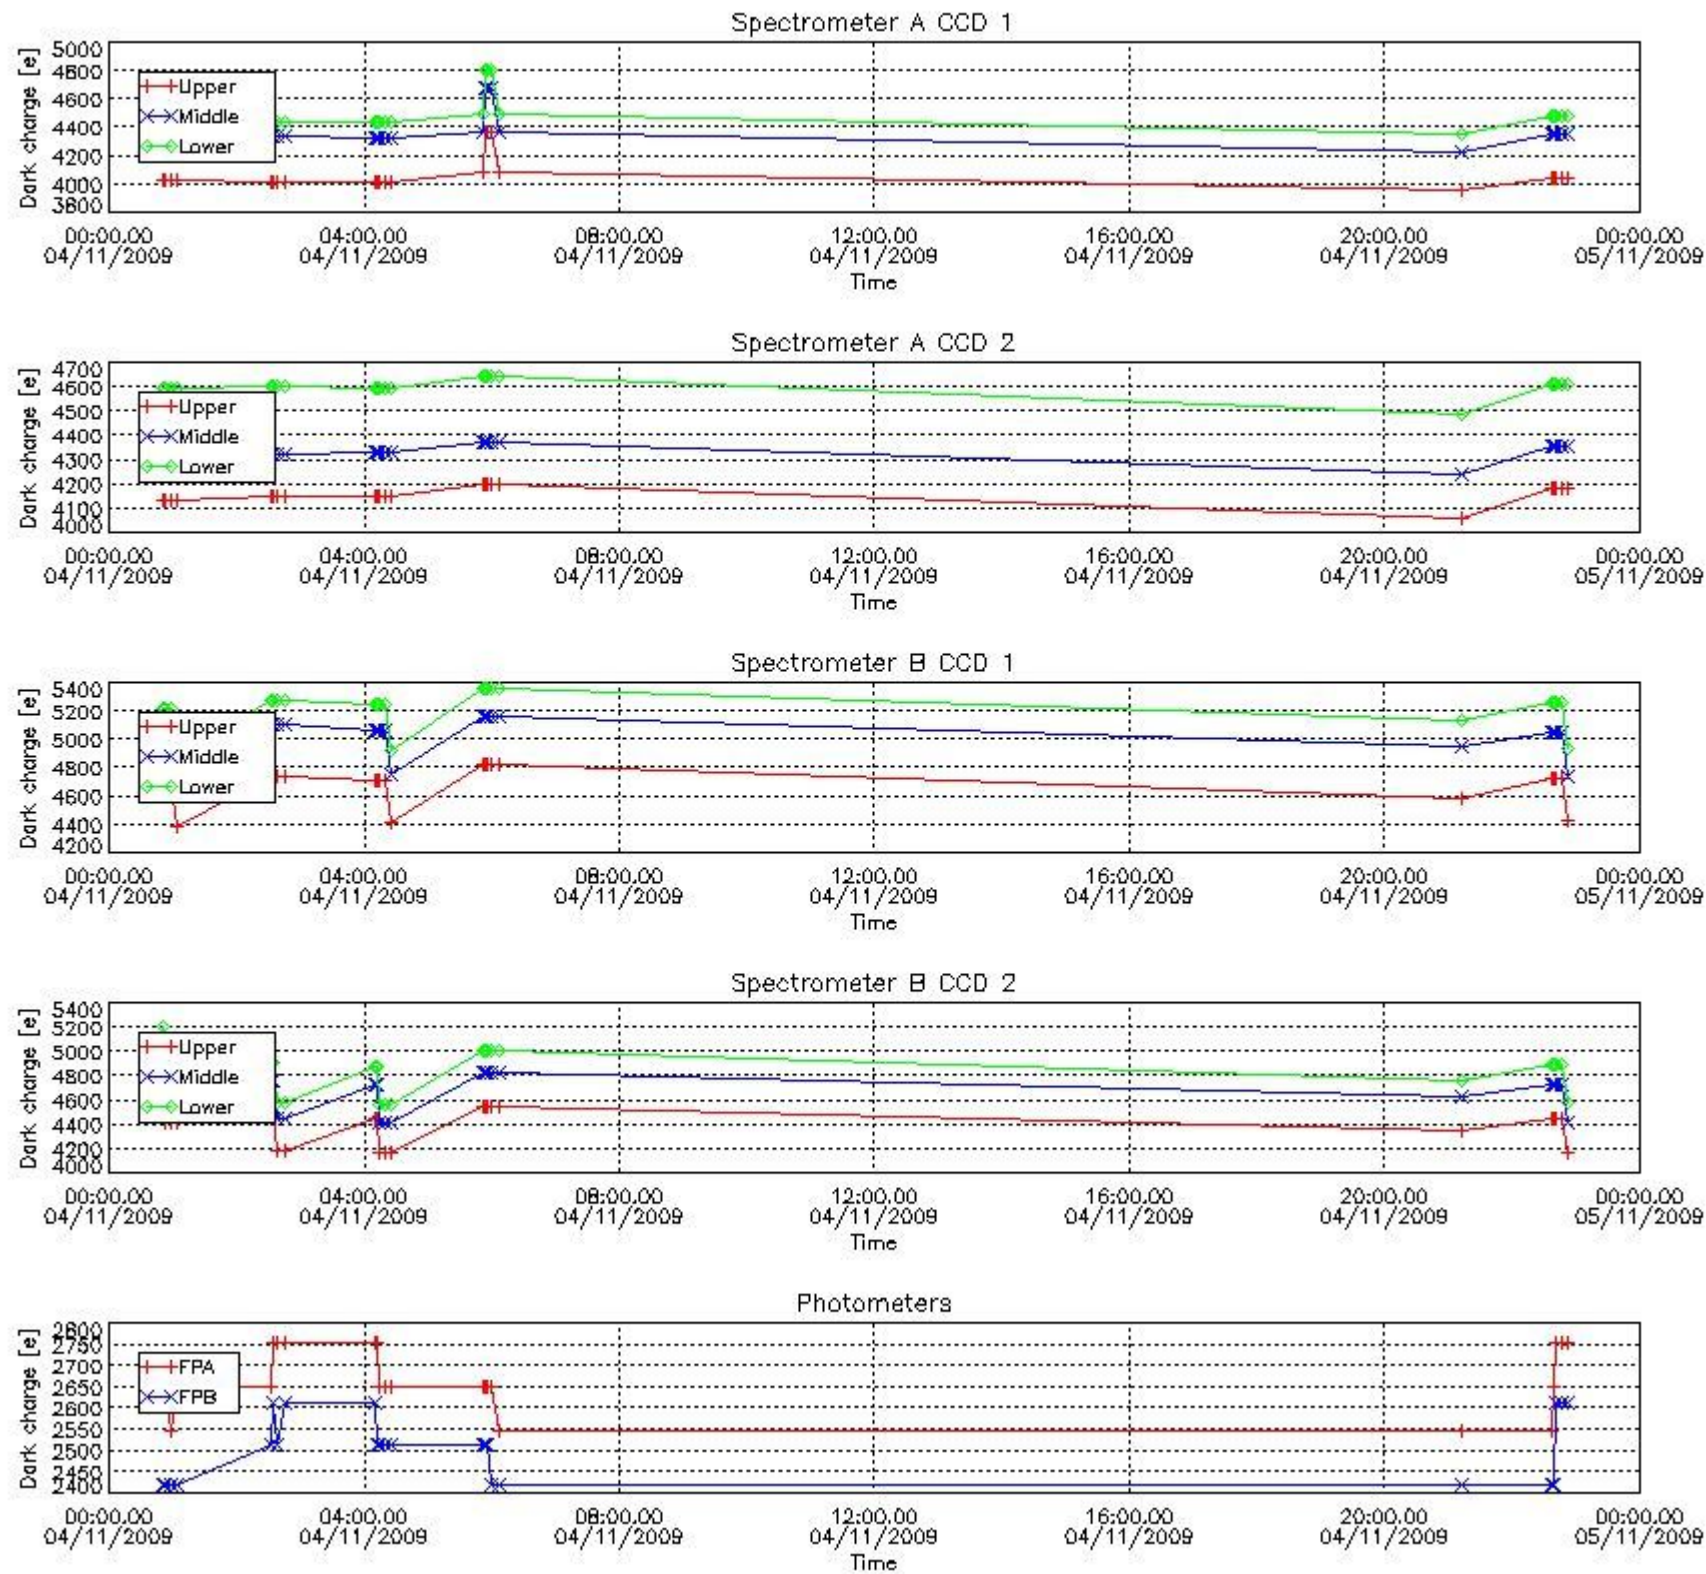 Spectrometer A CCD 1
Dark charge [e]
5000
4800
4600
4400
4200
4000
3800
Upper
Middle
Lower
00:00.00 04:00.00 08:00.00 12:00.00 16:00.00 20:00.00 00:00.00
04/11/2009 04/11/2009 04/11/2009 04/11/2009 04/11/2009 04/11/2009 05/11/2009
Time
Spectrometer A CCD 2
Dark charge [e]
4700
4600
4500
4400
4300
4200
4100
4000
Upper
Middle
Lower
00:00.00 04:00.00 08:00.00 12:00.00 16:00.00 20:00.00 00:00.00
04/11/2009 04/11/2009 04/11/2009 04/11/2009 04/11/2009 04/11/2009 05/11/2009
Time
Spectrometer B CCD 1
Dark charge [e]
5400
5200
5000
4800
4600
4400
4200
Upper
Middle
Lower
00:00.00 04:00.00 08:00.00 12:00.00 16:00.00 20:00.00 00:00.00
04/11/2009 04/11/2009 04/11/2009 04/11/2009 04/11/2009 04/11/2009 05/11/2009
Time
Spectrometer B CCD 2
Dark charge [e]
5400
5200
5000
4800
4600
4400
4200
4000
Upper
Middle
Lower
00:00.00 04:00.00 08:00.00 12:00.00 16:00.00 20:00.00 00:00.00
04/11/2009 04/11/2009 04/11/2009 04/11/2009 04/11/2009 04/11/2009 05/11/2009
Time
Photometers
Dark charge [e]
2800
2750
2700
2650
2600
2550
2500
2450
2400
FPA
FPB
00:00.00 04:00.00 08:00.00 12:00.00 16:00.00 20:00.00 00:00.00
04/11/2009 04/11/2009 04/11/2009 04/11/2009 04/11/2009 04/11/2009 05/11/2009
Time